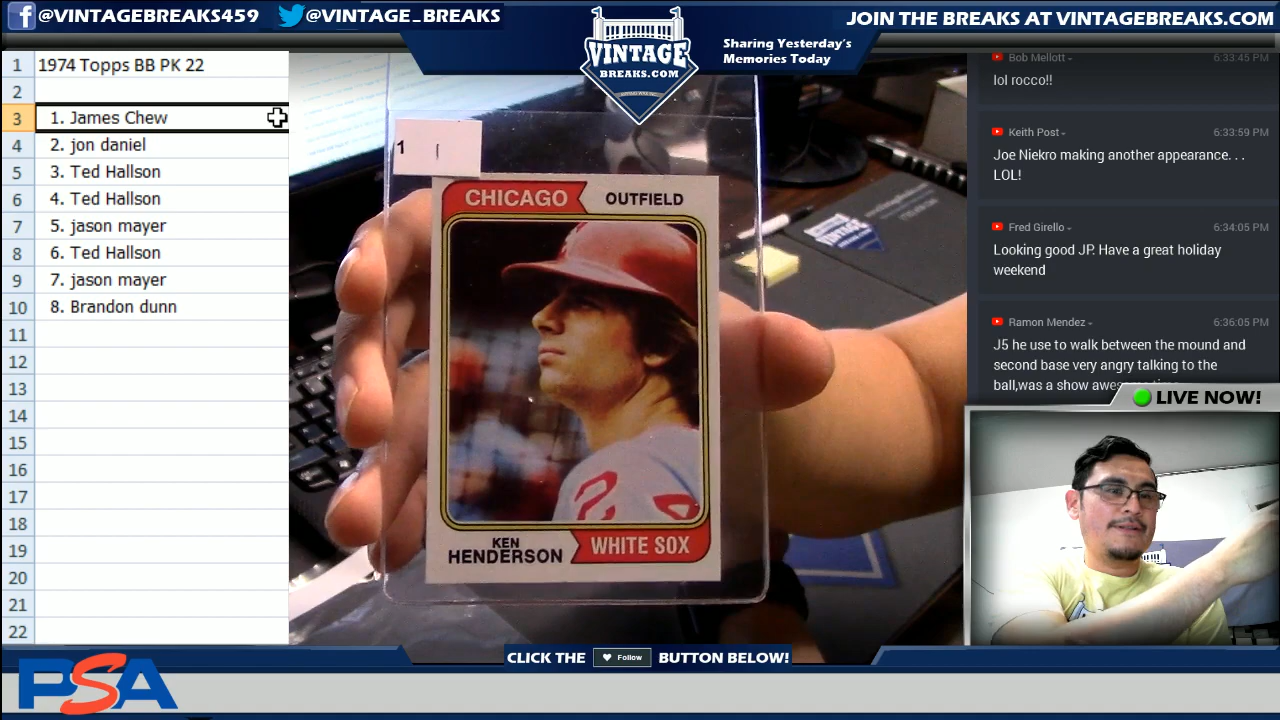 @VINTAGEBREAKS459
@VINTAGE_BREAKS
VINTAGE
BREAKS.COM
Sharing Yesterday's
Memories Today
JOIN THE BREAKS AT VINTAGEBREAKS.COM
1 1974 Topps BB PK 22
2
3 1. James Chew
4 2. jon daniel
5 3. Ted Hallson
6 4. Ted Hallson
7 5. jason mayer
8 6. Ted Hallson
9 7. jason mayer
10 8. Brandon dunn
11
12
13
14
15
16
17
18
19
20
21
22
1
CHICAGO OUTFIELD
KEN
HENDERSON
WHITE SOX
VINTAGE
Bob Mellott 6:33:45 PM
lol rocco!!
Keith Post 6:33:59 PM
Joe Niekro making another appearance. . .
LOL!
Fred Girello 6:34:05 PM
Looking good JP. Have a great holiday
weekend
Ramon Mendez 6:36:05 PM
J5 he use to walk between the mound and
second base very angry talking to the
ball,was a show awesome time
LIVE NOW!
CLICK THE Follow BUTTON BELOW!
PSA